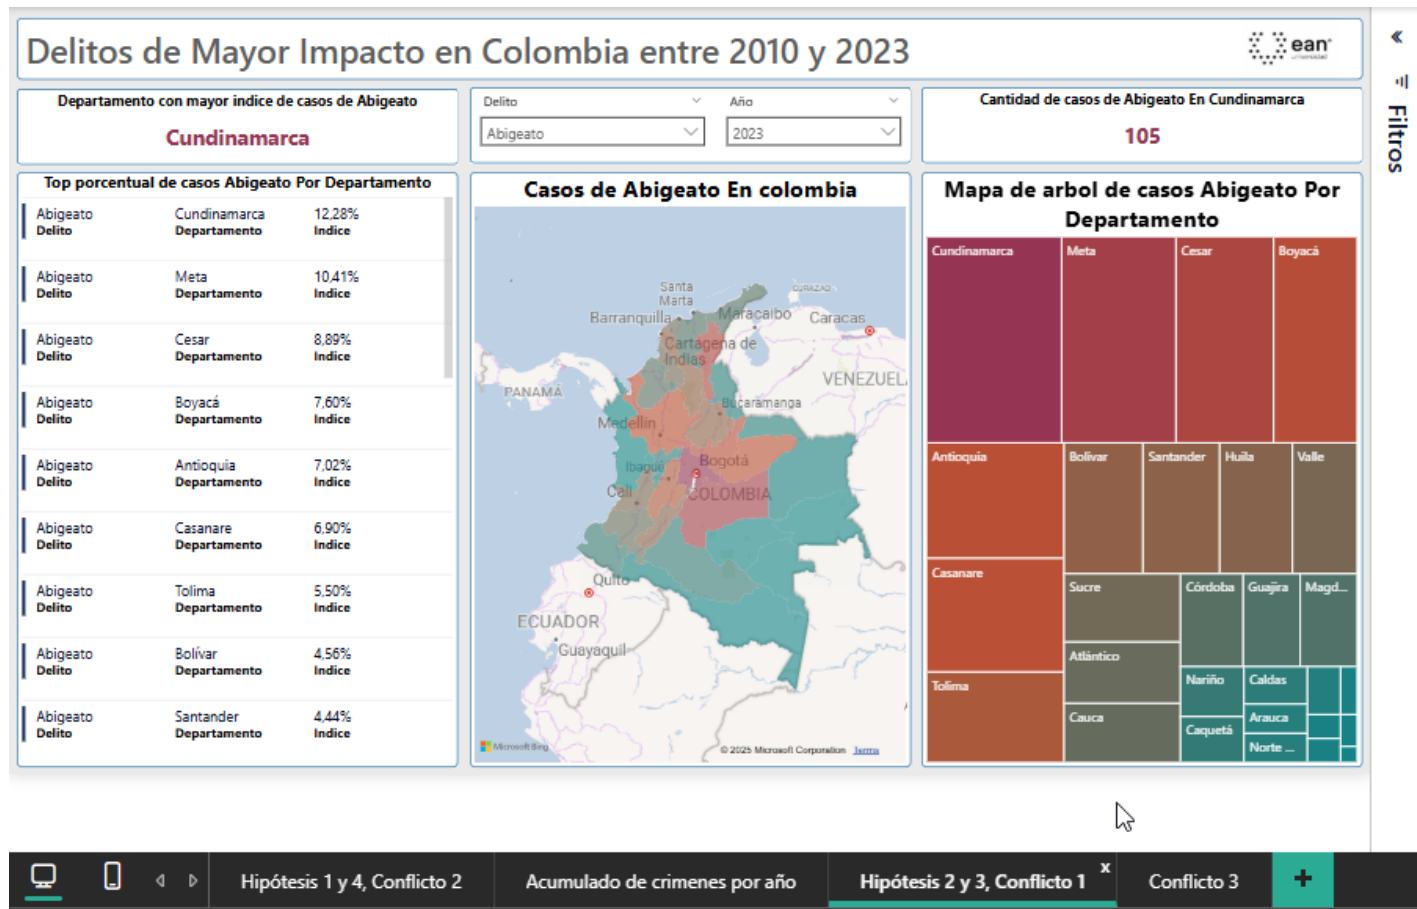 Delitos de Mayor Impacto en Colombia entre 2010 y 2023
ean
universidad
Departamento con mayor indice de casos de Abigeato
Cundinamarca
Delito
Abigeato
Año
2023
Cantidad de casos de Abigeato En Cundinamarca
105
Filtros
Top porcentual de casos Abigeato Por Departamento
Abigeato Cundinamarca 12,28%
Delito Departamento Indice
Abigeato Meta 10,41%
Delito Departamento Indice
Abigeato Cesar 8,89%
Delito Departamento Indice
Abigeato Boyacá 7,60%
Delito Departamento Indice
Abigeato Antioquia 7,02%
Delito Departamento Indice
Abigeato Casanare 6,90%
Delito Departamento Indice
Abigeato Tolima 5,50%
Delito Departamento Indice
Abigeato Bolívar 4,56%
Delito Departamento Indice
Abigeato Santander 4,44%
Delito Departamento Indice
Casos de Abigeato En colombia
Santa
Marta
CURAZAO
Barranquilla
Maracaibo
Caracas
Cartagena de
Indias
VENEZUEL
PANAMÁ
Bucaramanga
Medellín
Ibagué
Bogotá
Cali
COLOMBIA
Quito
ECUADOR
Guayaquil
Microsoft Bing
© 2025 Microsoft Corporation Terms
Mapa de arbol de casos Abigeato Por
Departamento
Cundinamarca
Meta
Cesar
Boyacá
Antioquia
Bolívar
Santander
Huila
Valle
Casanare
Sucre
Córdoba
Guajira
Magd...
Atlántico
Tolima
Nariño
Caldas
Cauca
Arauca
Caquetá
Norte ...
Hipótesis 1 y 4, Conflicto 2
Acumulado de crimenes por año
Hipótesis 2 y 3, Conflicto 1
x
Conflicto 3
+